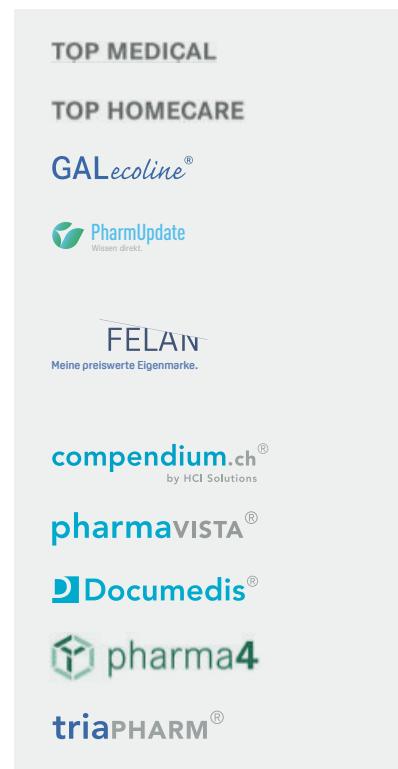 TOP MEDICAL
TOP HOMECARE
GALecoline®
PharmUpdate
Wissen direkt.
FELAN
Meine preiswerte Eigenmarke.
compendium.ch®
by HCI Solutions
pharmaVISTA®
Documedis®
pharma4
triaPHARM®